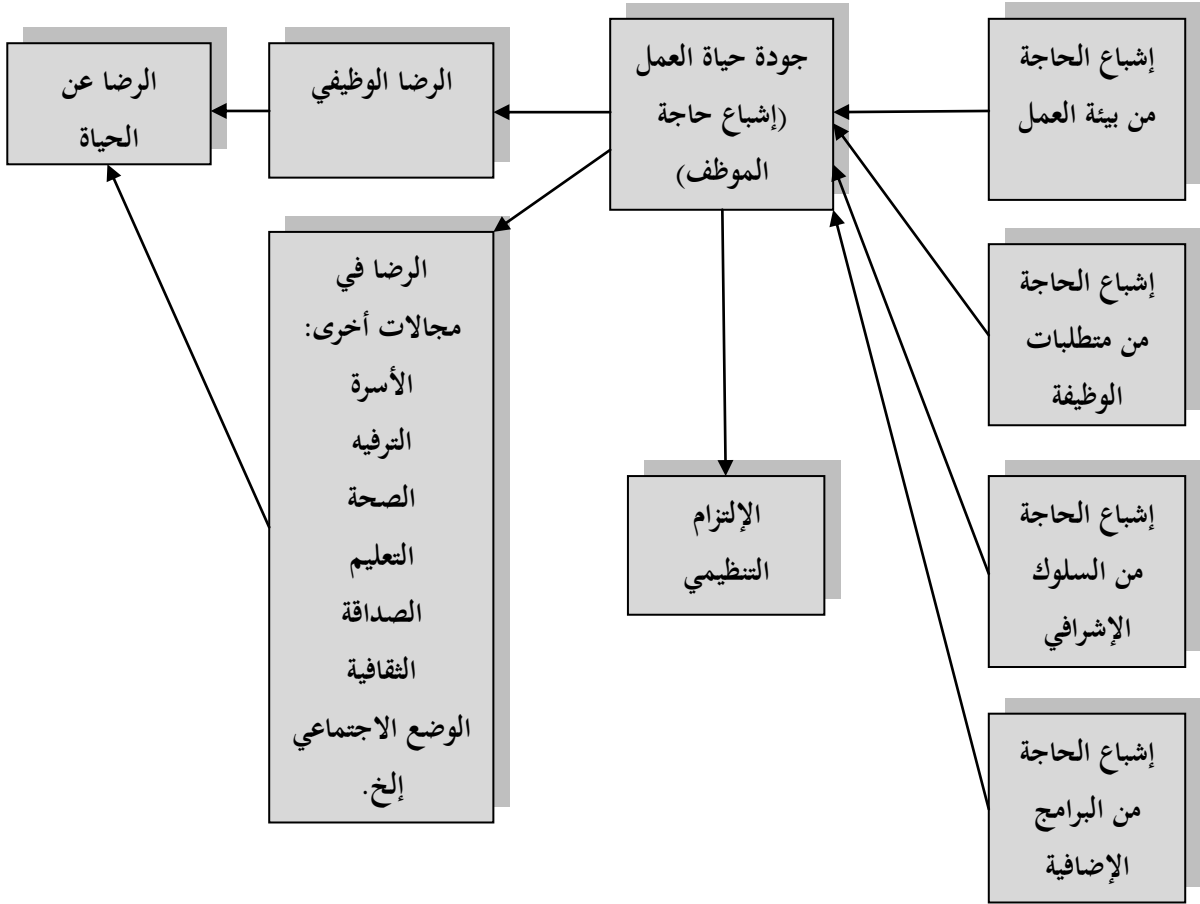 إشباع الحاجة
من بيئة العمل
جودة حياة العمل
(إشباع حاجة
الموظف)
الرضا الوظيفي
الرضا عن
الحياة
إشباع الحاجة
من متطلبات
الوظيفة
الرضا في
مجالات أخرى:
الأسرة
الترفيه
الصحة
التعليم
الصداقة
الثقافية
الوضع الاجتماعي
إلخ.
إشباع الحاجة
من السلوك
الإشرافي
الإلتزام
التنظيمي
إشباع الحاجة
من البرامج
الإضافية